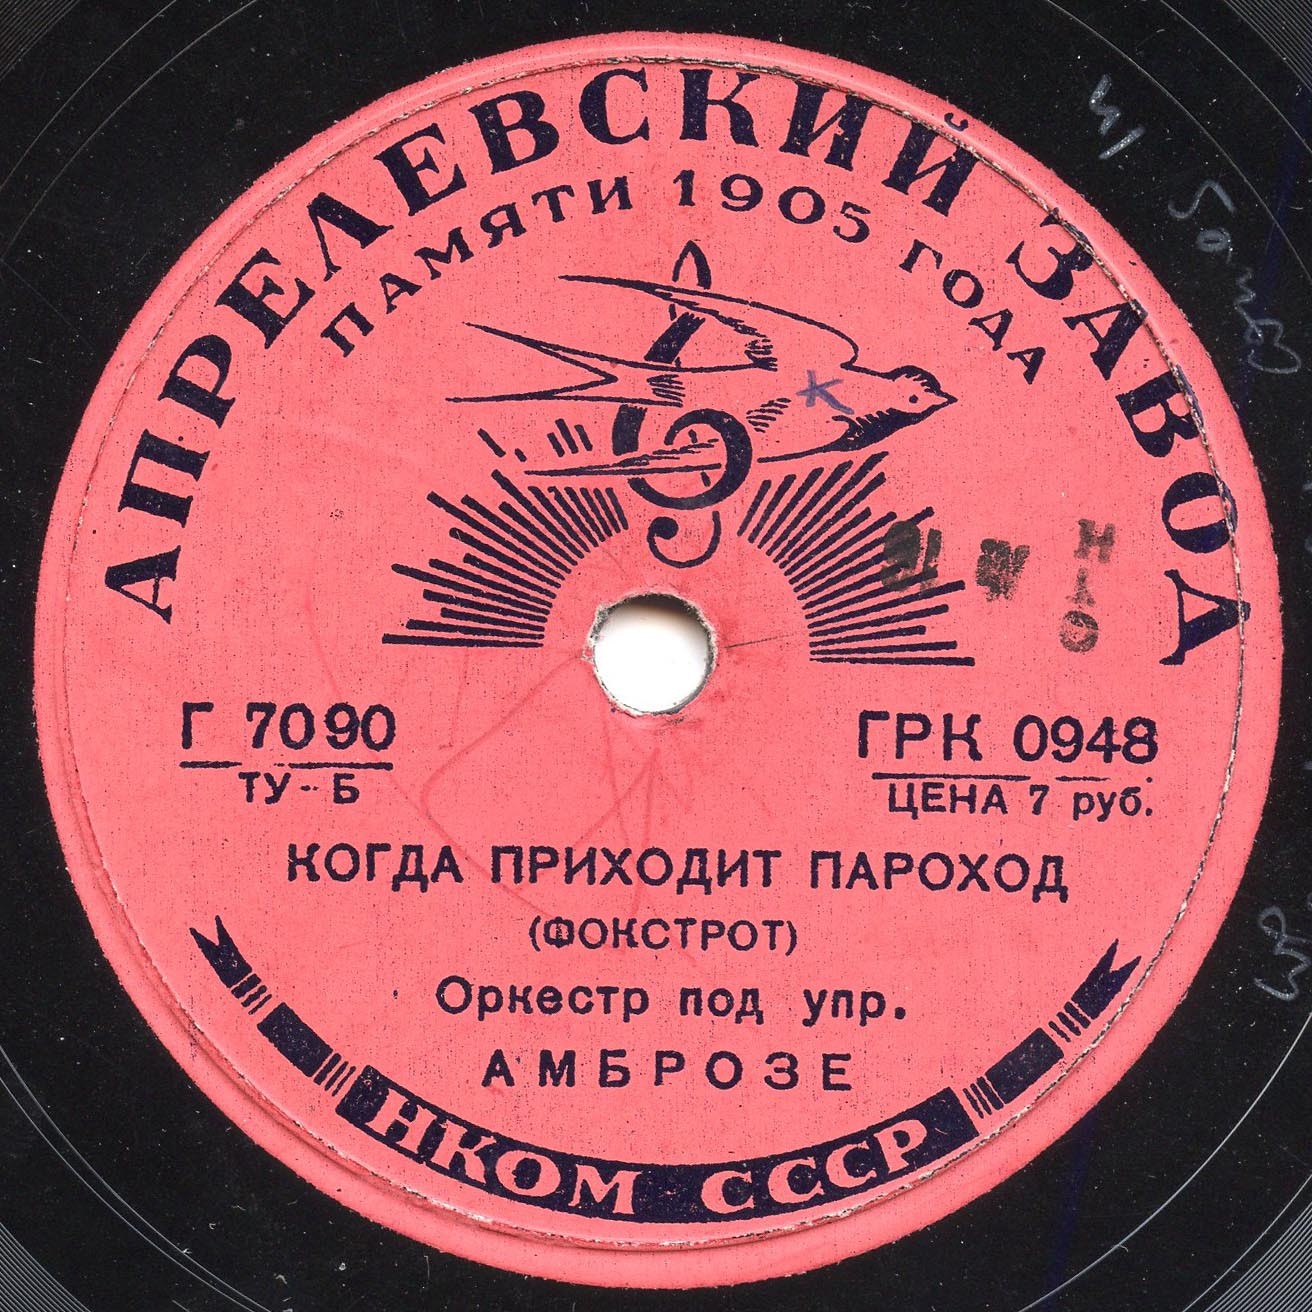 АПРЕЛЕВСКИЙ ЗАВОД
ПАМЯТИ 1905 ГОДА
К
Г 7090
ТУ-Б
ГРК 0948
ЦЕНА 7 руб.
КОГДА ПРИХОДИТ ПАРОХОД
(ФОКСТРОТ)
Оркестр под упр.
АМБРОЗЕ
НКОМ СССР